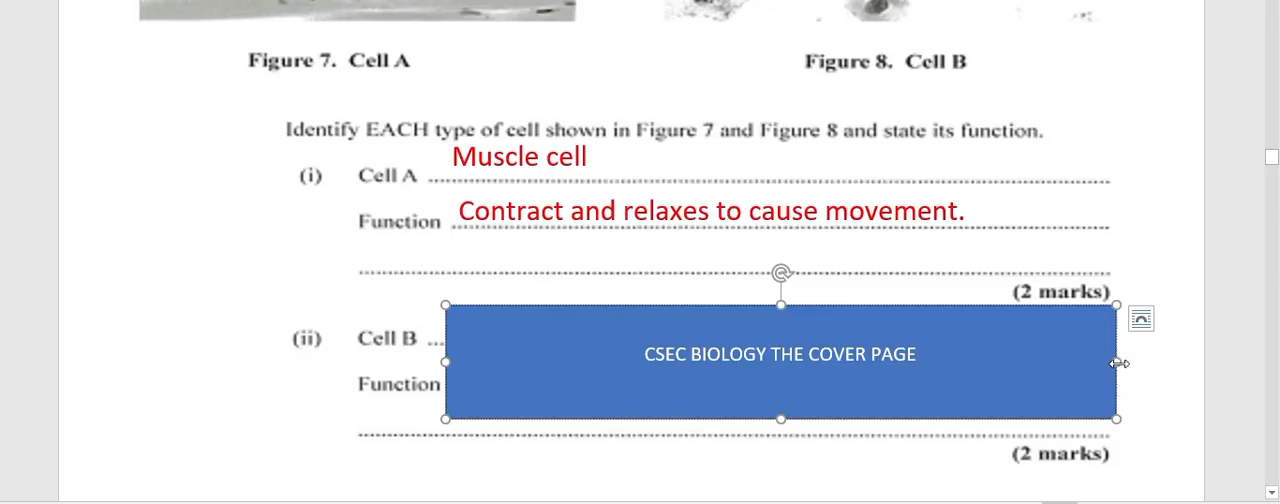 Figure 7. Cell A
Figure 8. Cell B
Identify EACH type of cell shown in Figure 7 and Figure 8 and state its function.
(i) Cell A Muscle cell
Function Contract and relaxes to cause movement.
(2 marks)
(ii) Cell B ...
CSEC BIOLOGY THE COVER PAGE
Function
(2 marks)